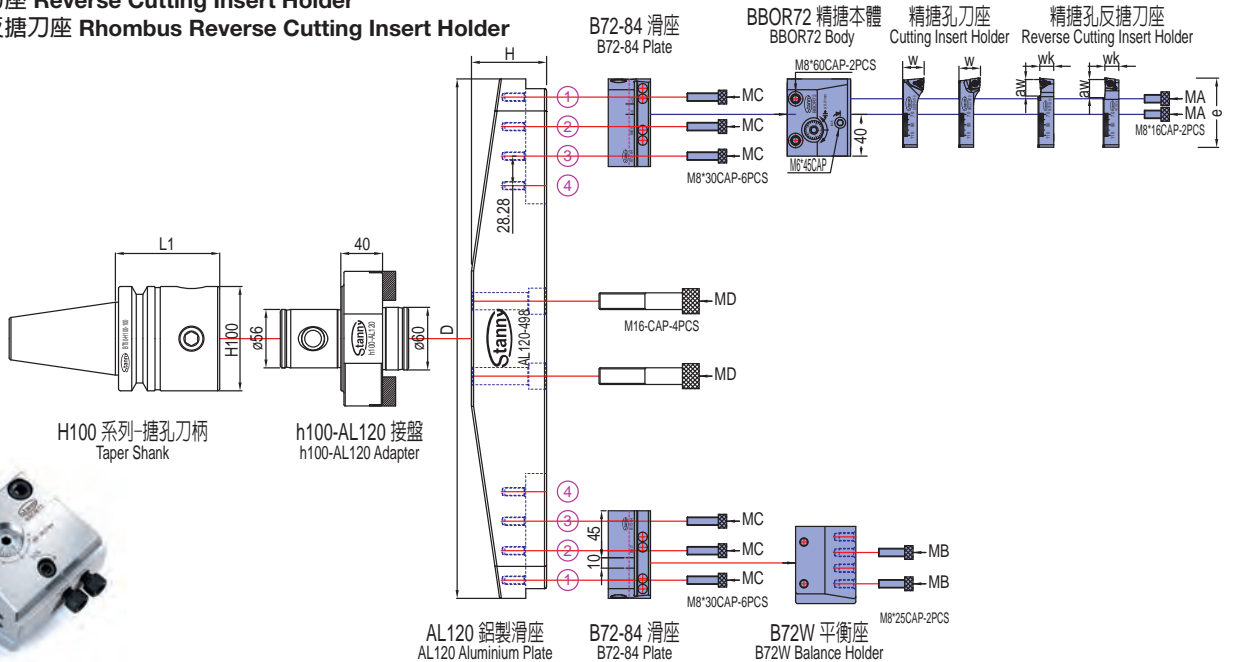 座 Reverse Cutting Insert Holder
反搪刀座 Rhombus Reverse Cutting Insert Holder
B72-84 滑座
B72-84 Plate
BBOR72 精搪本體
BBOR72 Body
精搪孔刀座
Cutting Insert Holder
精搪孔反搪刀座
Reverse Cutting Insert Holder
H
M8*60CAP-2PCS
w
w
wk
wk
aw
aw
e
1
MC
2
MC
3
MC
4
M8*30CAP-6PCS
28.28
40
M6*45CAP
MA
MA
M8*16CAP-2PCS
L1
40
D
H100
ø56
ø60
Stanny
h100-AL120
Stanny
AL120-498
MD
M16-CAP-4PCS
MD
H100 系列-搪孔刀柄
Taper Shank
h100-AL120 接盤
h100-AL120 Adapter
4
3
MC
2
MC
1
MC
45
10
M8*30CAP-6PCS
MB
MB
M8*25CAP-2PCS
AL120 鋁製滑座
AL120 Aluminium Plate
B72-84 滑座
B72-84 Plate
B72W 平衡座
B72W Balance Holder